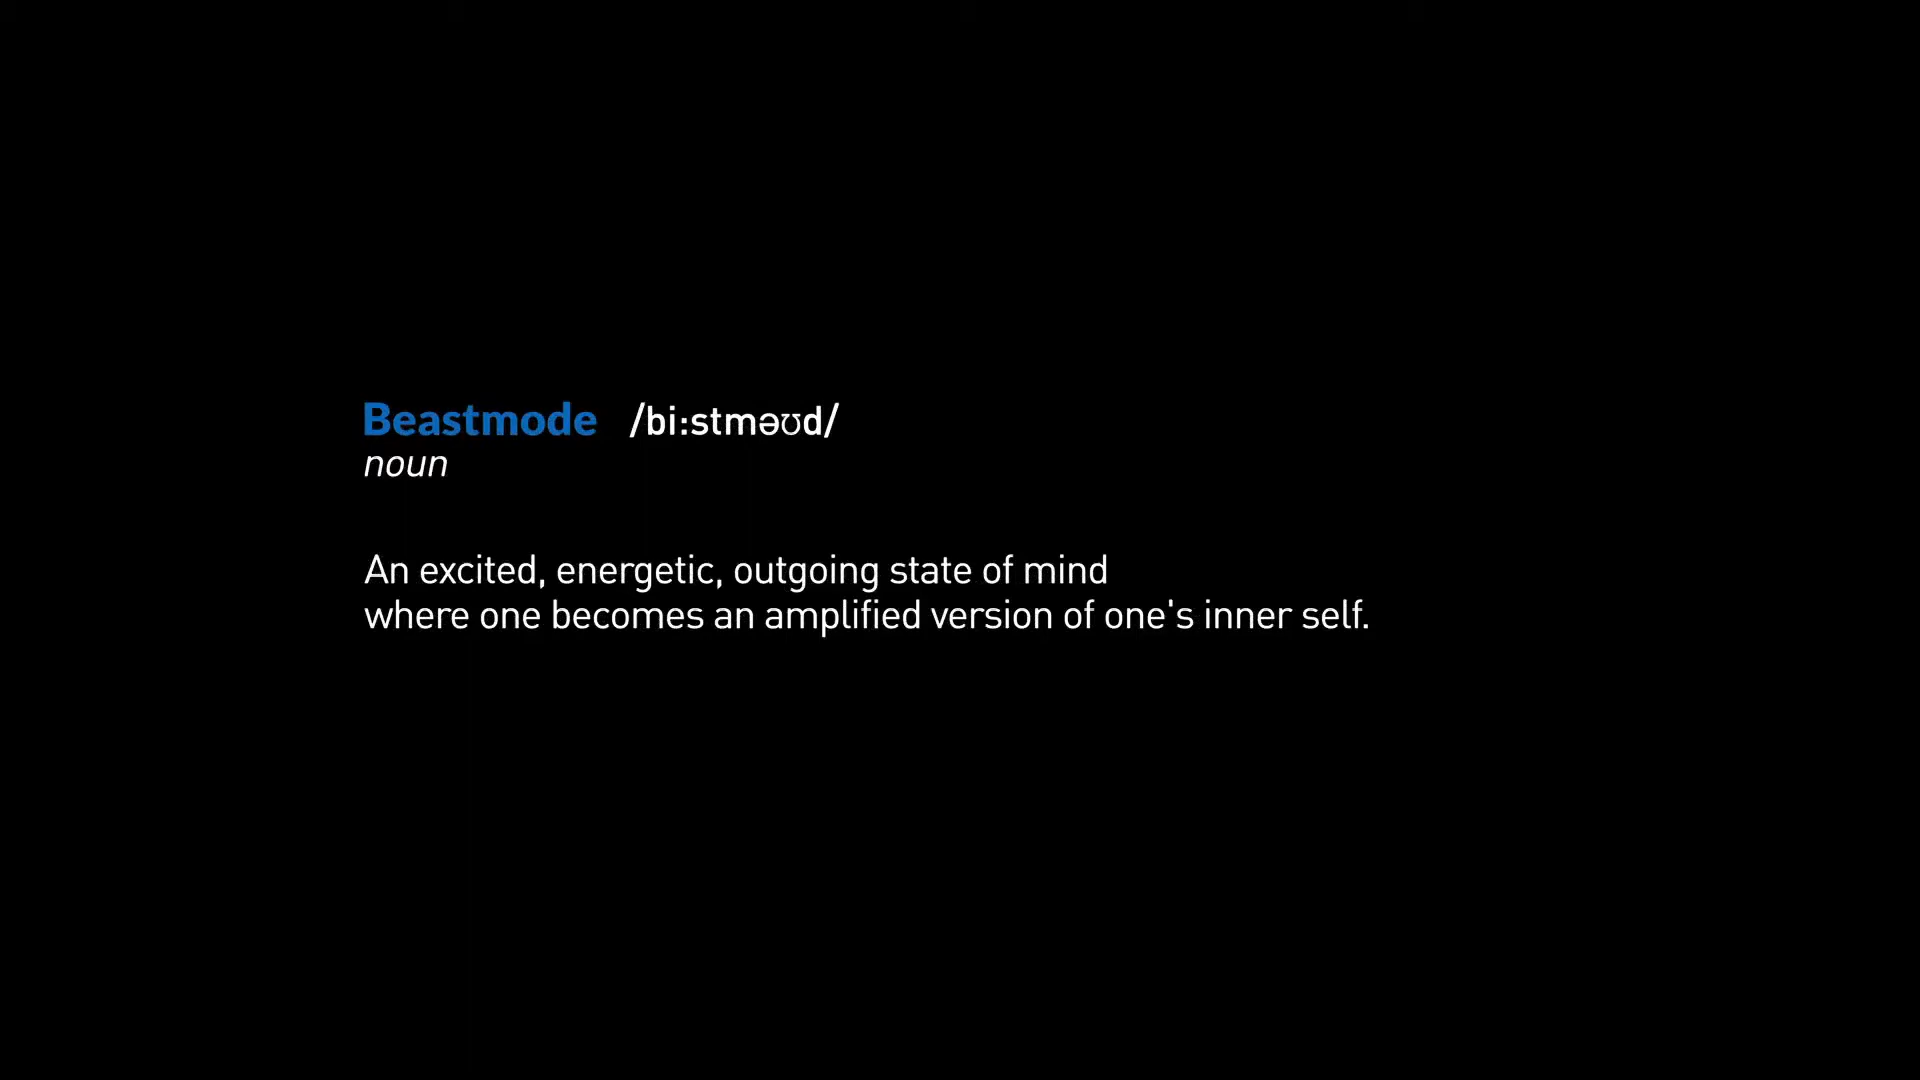 Beastmode /bi:stməʊd/
noun
An excited, energetic, outgoing state of mind
where one becomes an amplified version of one's inner self.